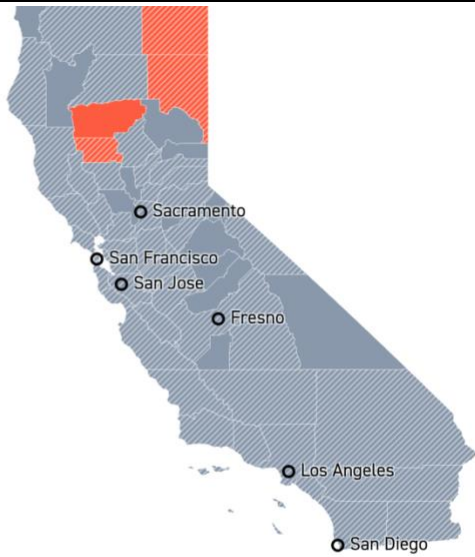 Sacramento
San Francisco
San Jose
Fresno
Los Angeles
San Diego